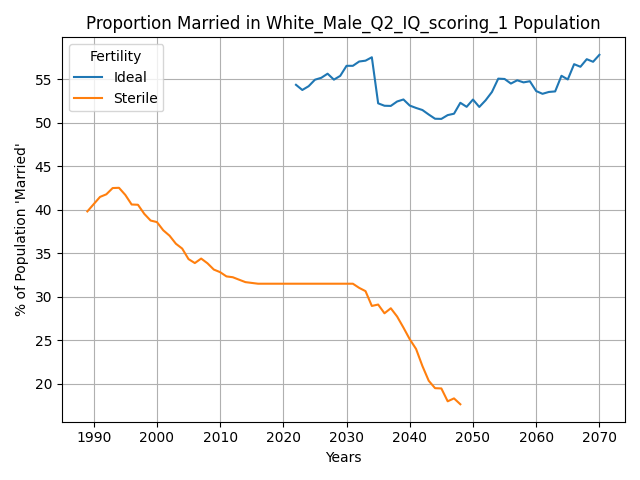 Proportion Married in White_Male_Q2_IQ_scoring_1 Population
Fertility
Ideal
Sterile
% of Population 'Married'
55
50
45
40
35
30
25
20
1990 2000 2010 2020 2030 2040 2050 2060 2070
Years